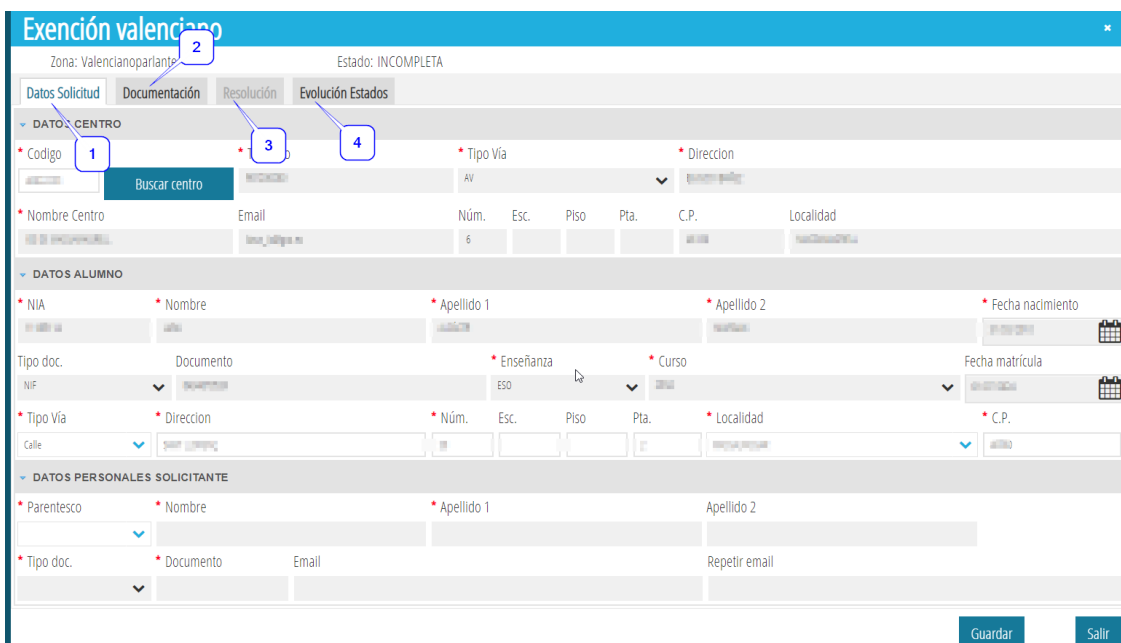 Exención valenciano
2
Zona: Valencianoparlante Estado: INCOMPLETA
Datos Solicitud Documentación Resolución Evolución Estados
DATOS CENTRO
1 3 4
* Codigo * * Tipo Vía * Direccion
Buscar centro AV
* Nombre Centro Email Núm. Esc. Piso Pta. C.P. Localidad
6
DATOS ALUMNO
* NIA * Nombre * Apellido 1 * Apellido 2 * Fecha nacimiento
Tipo doc. Documento * Enseñanza * Curso Fecha matrícula
NIF ESO
* Tipo Vía * Direccion * Núm. Esc. Piso Pta. * Localidad * C.P.
Calle
DATOS PERSONALES SOLICITANTE
* Parentesco * Nombre * Apellido 1 Apellido 2
* Tipo doc. * Documento Email Repetir email
Guardar Salir